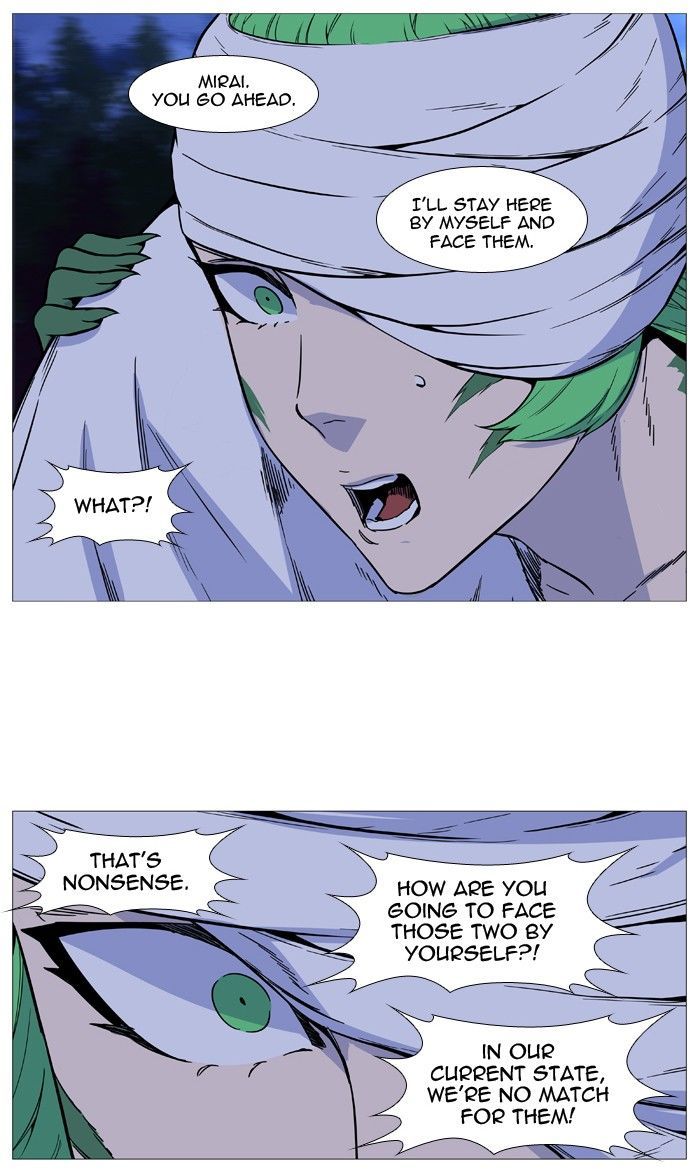 MIRAI.
YOU GO AHEAD.
I'LL STAY HERE
BY MYSELF AND
FACE THEM.
WHAT?!
THAT'S
NONSENSE.
HOW ARE YOU
GOING TO FACE
THOSE TWO BY
YOURSELF?!
IN OUR
CURRENT STATE,
WE'RE NO MATCH
FOR THEM!